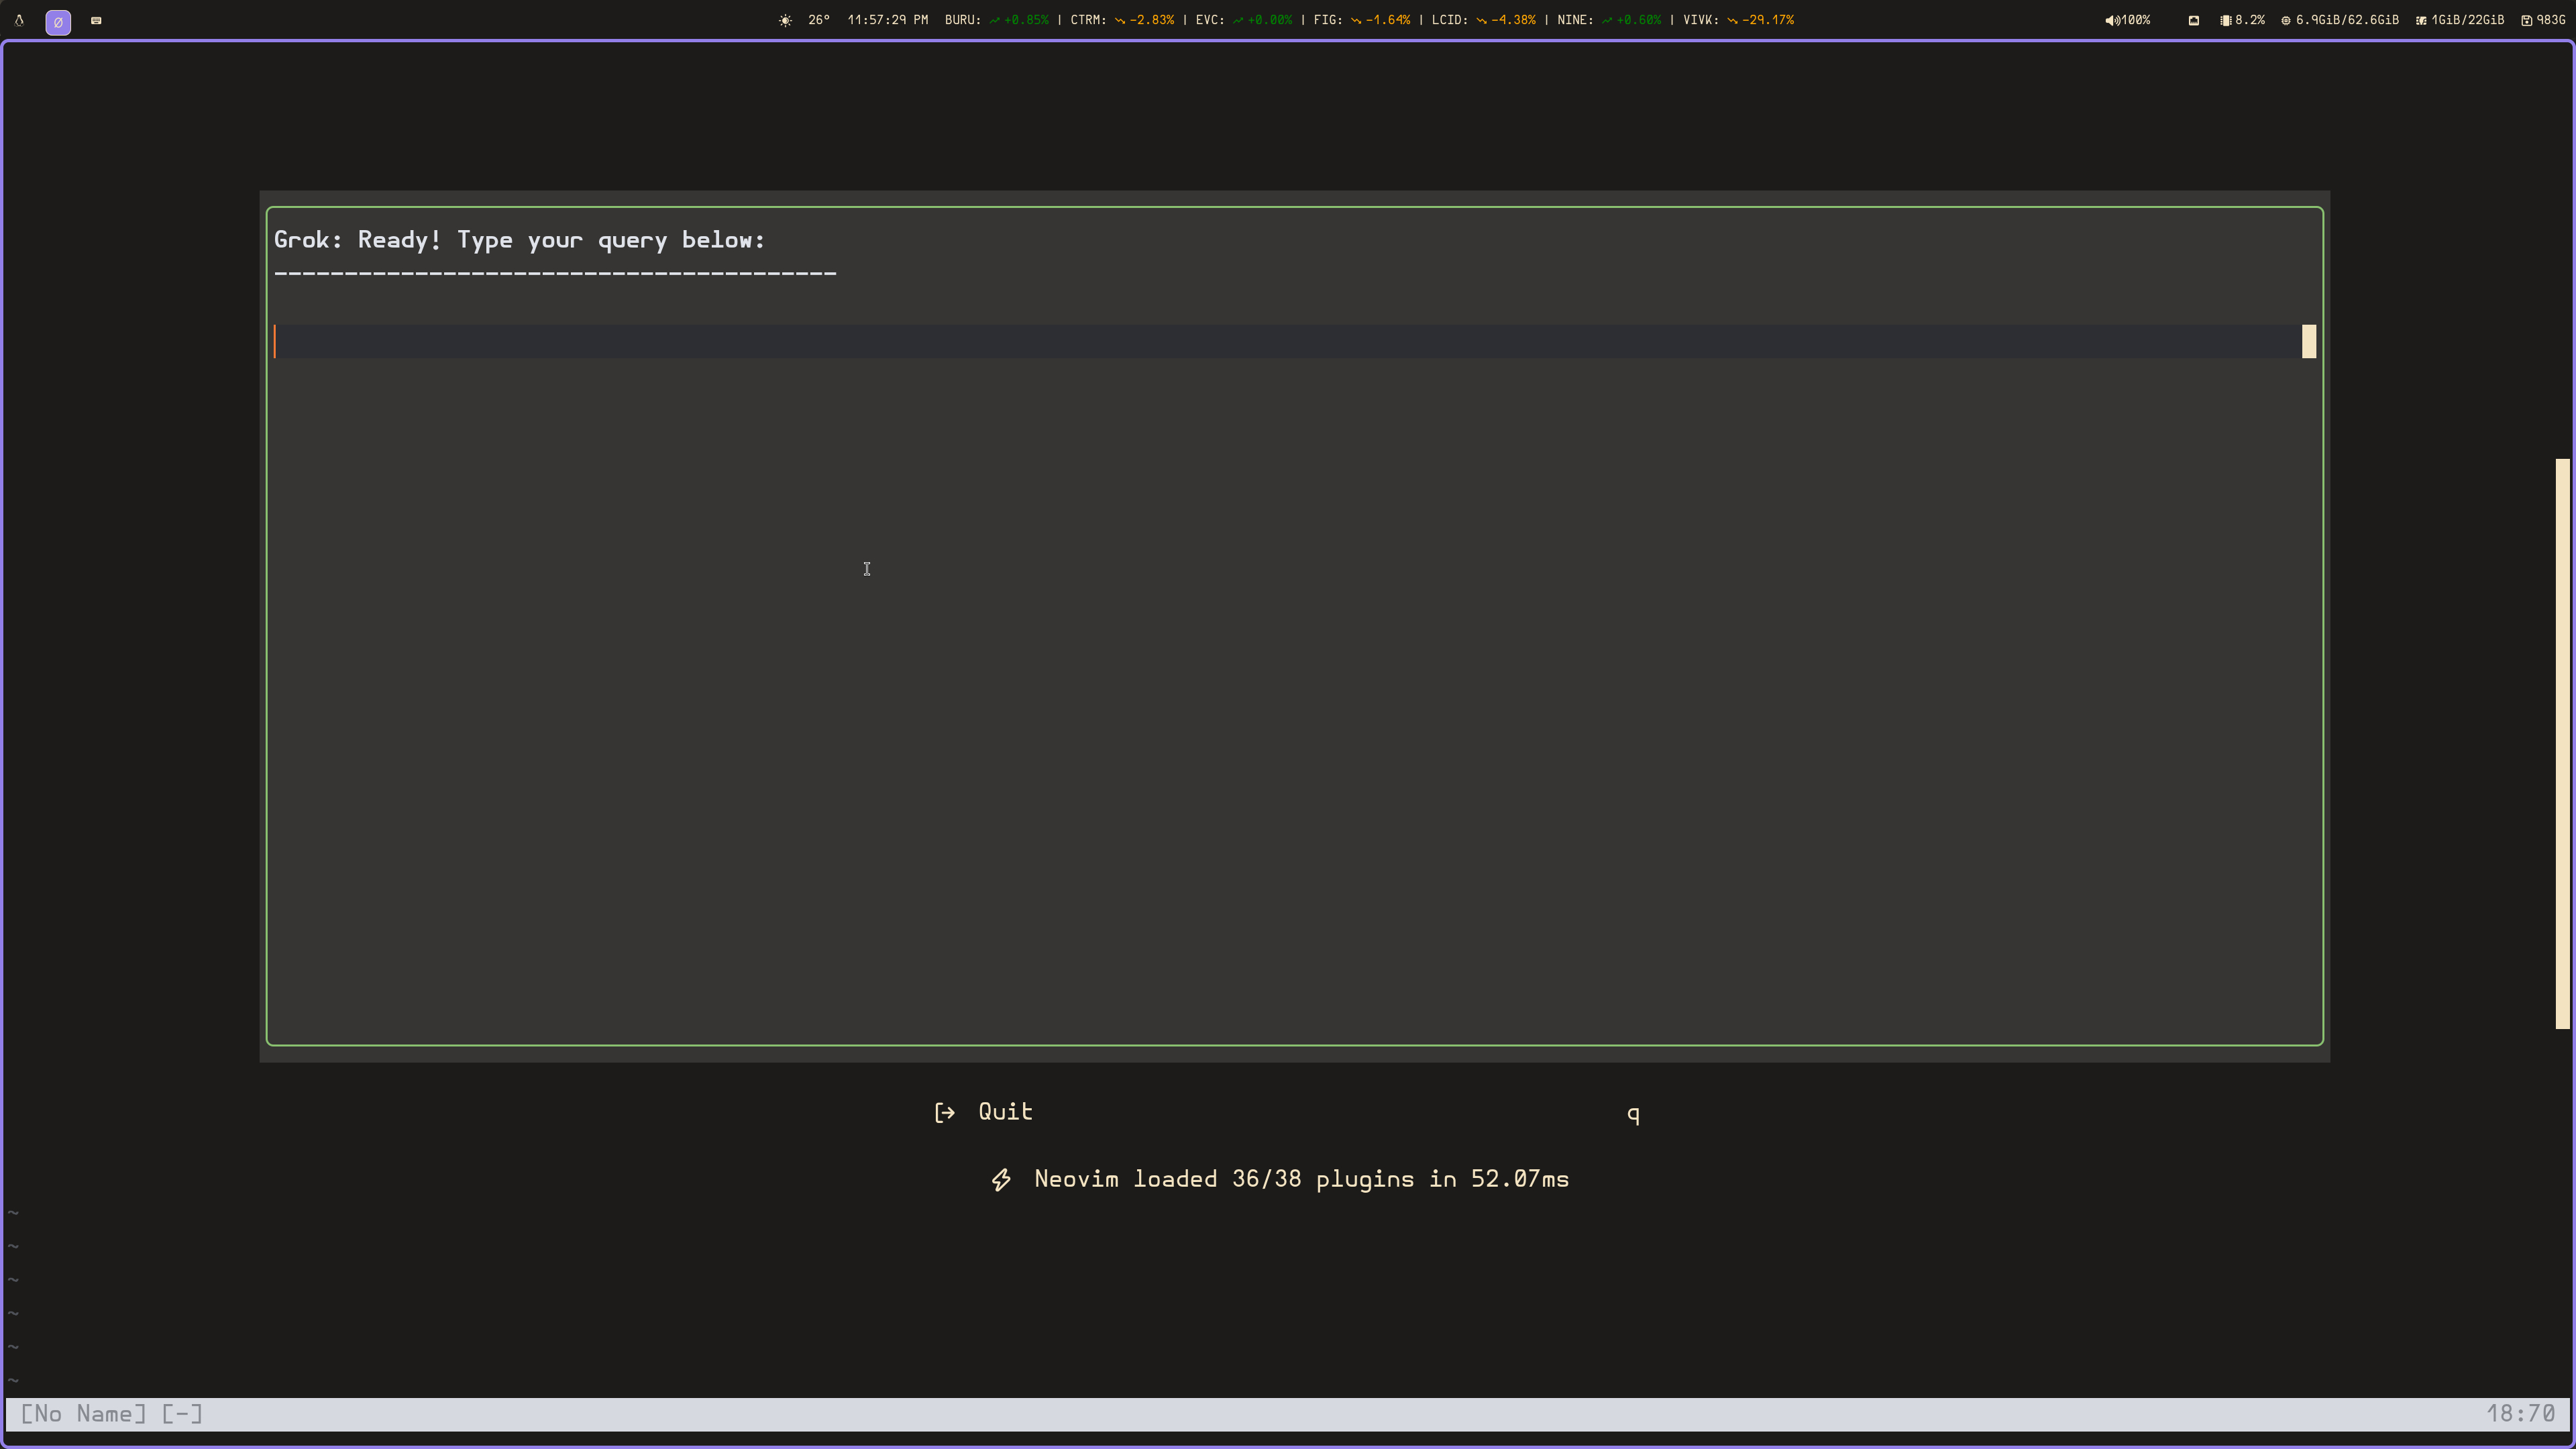 Ø 26° 11:57:29 PM BURU: +0.85% | CTRM: -2.83% | EVC: +0.00% | FIG: -1.64% | LCID: -4.38% | NINE: +0.60% | VIVK: -29.17% 100% 8.2% 6.9GiB/62.6GiB 1GiB/22GiB 983G
Grok: Ready! Type your query below:
----------------------------------------
Quit q
Neovim loaded 36/38 plugins in 52.07ms
~
~
~
~
~
~
[No Name] [-] 18:70